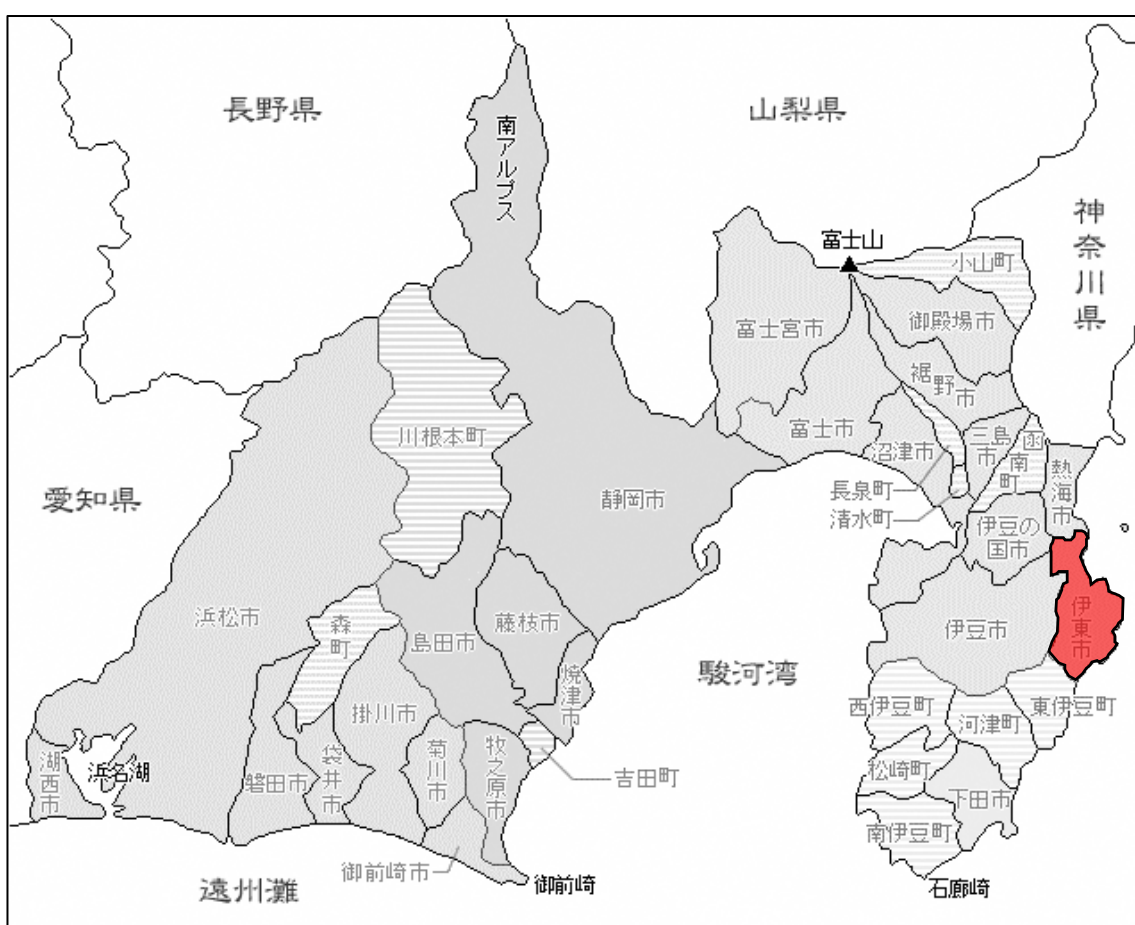 長野県
山梨県
南アルプス
神奈川県
富士山
小山町
富士宮市
御殿場市
裾野市
川根本町
富士市
沼津市
三島市
函南町
熱海市
愛知県
静岡市
長泉町
清水町
伊豆の国市
浜松市
森町
島田市
藤枝市
伊豆市
伊東市
駿河湾
焼津市
掛川市
西伊豆町
河津町
東伊豆町
湖西市
浜名湖
磐田市
袋井市
菊川市
牧之原市
吉田町
松崎町
下田市
南伊豆町
御前崎市
遠州灘
御前崎
石廊崎